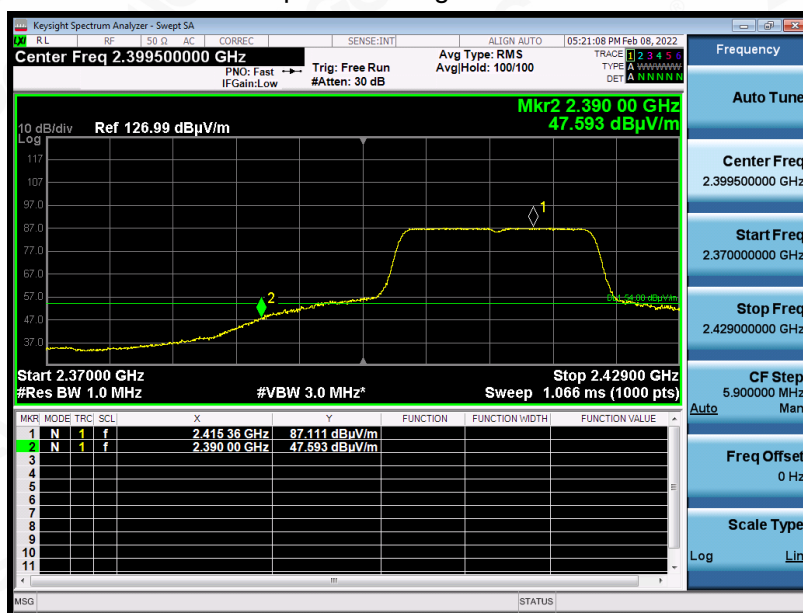 Keysight Spectrum Analyzer - Swept SA
LXI RL RF 50 Ω AC CORREC SENSE:INT ALIGN AUTO 05:21:08 PM Feb 08, 2022
Center Freq 2.399500000 GHz
PNO: Fast
IFGain:Low
Trig: Free Run
#Atten: 30 dB
Avg Type: RMS
Avg|Hold: 100/100
TRACE 1 2 3 4 5 6
TYPE A WWWWW
DET A N N N N N
Mkr2 2.390 00 GHz
47.593 dBµV/m
10 dB/div Ref 126.99 dBµV/m
Log
117
107
97.0
87.0
77.0
67.0
57.0
47.0
37.0
1
2
54.00 dBµV/m
Start 2.37000 GHz Stop 2.42900 GHz
#Res BW 1.0 MHz #VBW 3.0 MHz* Sweep 1.066 ms (1000 pts)
MKR MODE TRC SCL X Y FUNCTION FUNCTION WIDTH FUNCTION VALUE
1 N 1 f 2.415 36 GHz 87.111 dBµV/m
2 N 1 f 2.390 00 GHz 47.593 dBµV/m
3
4
5
6
7
8
9
10
11
MSG STATUS
Frequency
Auto Tune
Center Freq
2.399500000 GHz
Start Freq
2.370000000 GHz
Stop Freq
2.429000000 GHz
CF Step
5.900000 MHz
Auto Man
Freq Offset
0 Hz
Scale Type
Log Lin